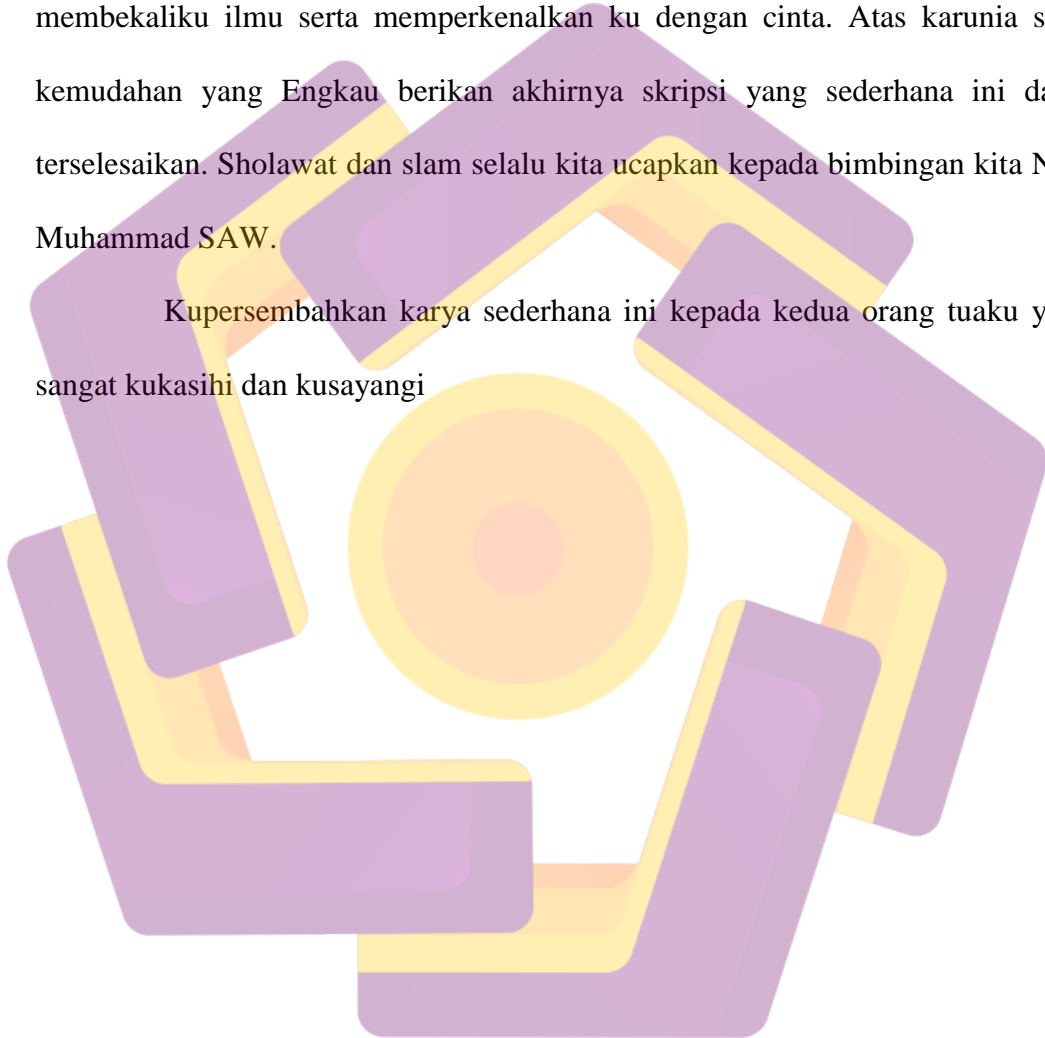 membekaliku ilmu serta memperkenalkan ku dengan cinta. Atas karunia s
kemudahan yang Engkau berikan akhirnya skripsi yang sederhana ini da
terselesaikan. Sholawat dan slam selalu kita ucapkan kepada bimbingan kita N
Muhammad SAW.
Kupersembahkan karya sederhana ini kepada kedua orang tuaku y
sangat kukasihi dan kusayangi